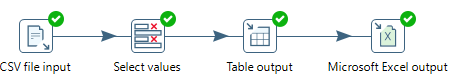 CSV file input
Select values
Table output
Microsoft Excel output